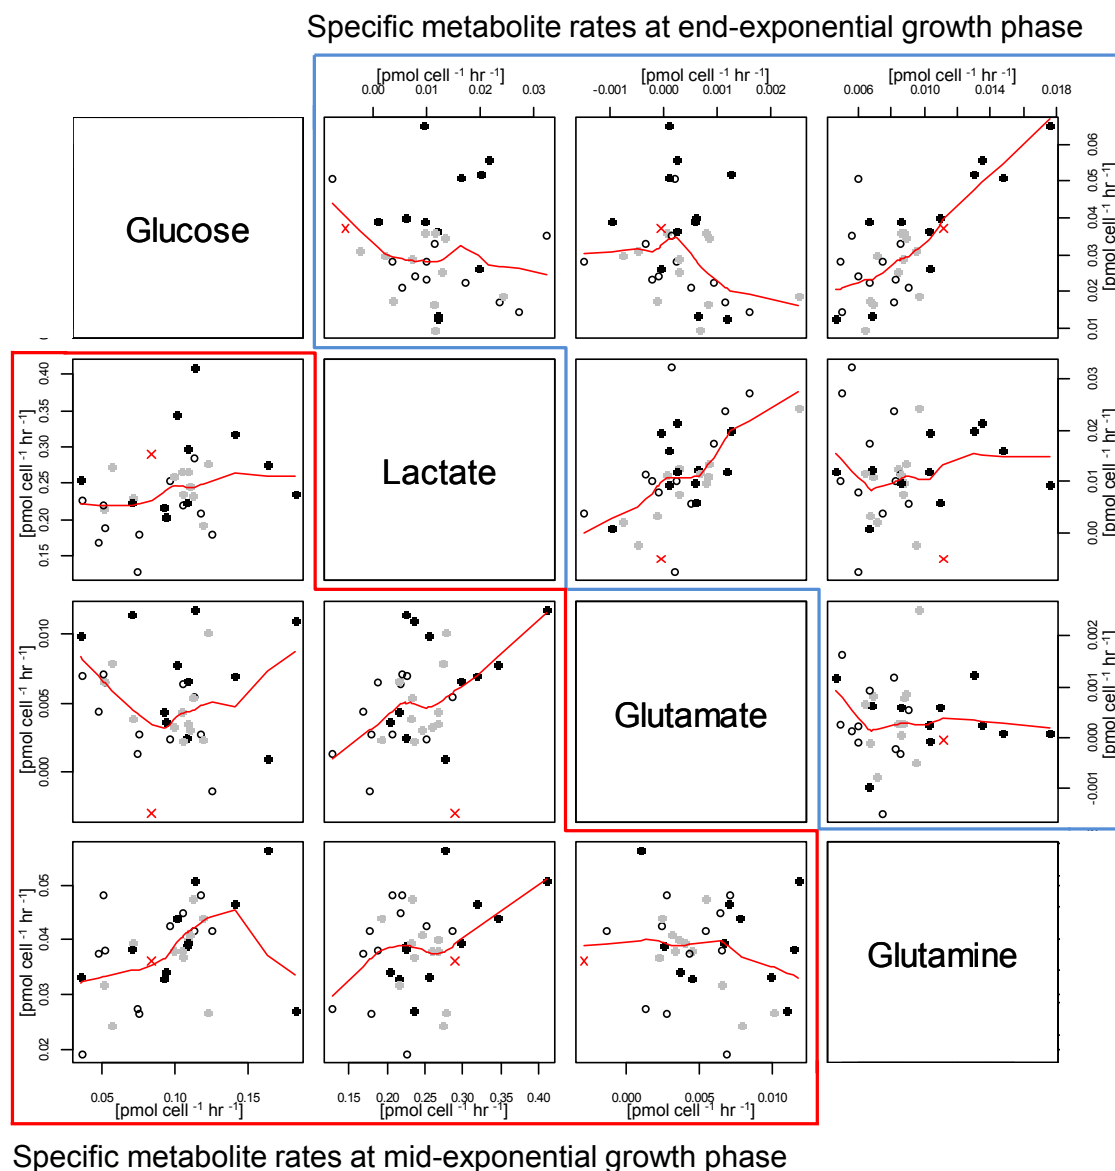 Specific metabolite rates at end-exponential growth phase
[pmol cell -1 hr -1] [pmol cell -1 hr -1] [pmol cell -1 hr -1]
0.00 0.01 0.02 0.03 -0.001 0.000 0.001 0.002 0.006 0.010 0.014 0.018
Glucose
0.01 0.02 0.03 0.04 0.05 0.06
[pmol cell -1 hr -1]
0.15 0.20 0.25 0.30 0.35 0.40
[pmol cell -1 hr -1]
Lactate
0.00 0.01 0.02 0.03
[pmol cell -1 hr -1]
0.000 0.005 0.010
[pmol cell -1 hr -1]
Glutamate
-0.001 0.000 0.001 0.002
[pmol cell -1 hr -1]
0.02 0.03 0.04 0.05
[pmol cell -1 hr -1]
Glutamine
0.05 0.10 0.15 0.15 0.20 0.25 0.30 0.35 0.40 0.000 0.005 0.010
[pmol cell -1 hr -1] [pmol cell -1 hr -1] [pmol cell -1 hr -1]
Specific metabolite rates at mid-exponential growth phase